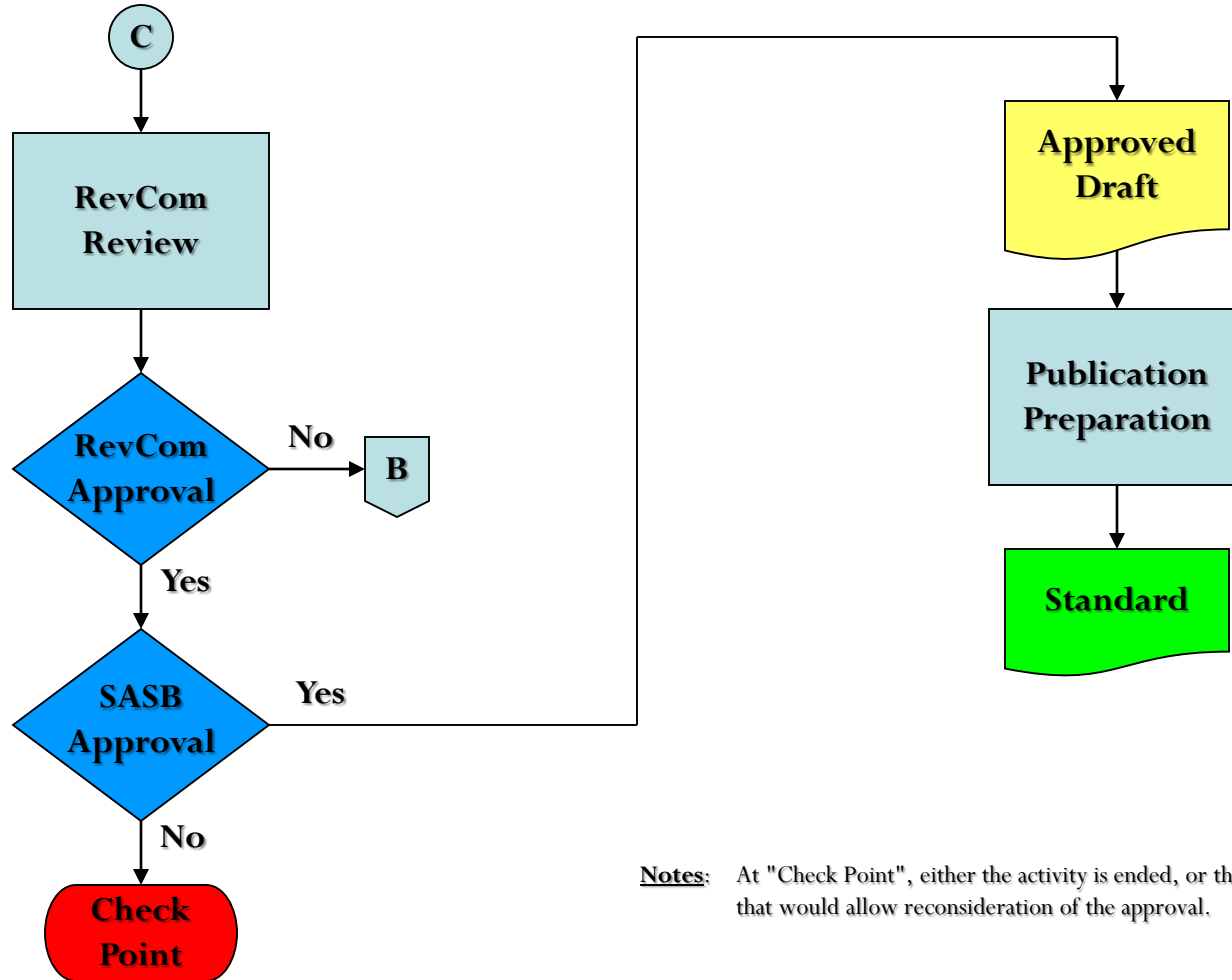 C
RevCom
Review
RevCom
Approval
No
B
Yes
SASB
Approval
Yes
No
Check
Point
Approved
Draft
Publication
Preparation
Standard
Notes: At "Check Point", either the activity is ended, or
that would allow reconsideration of the approval.